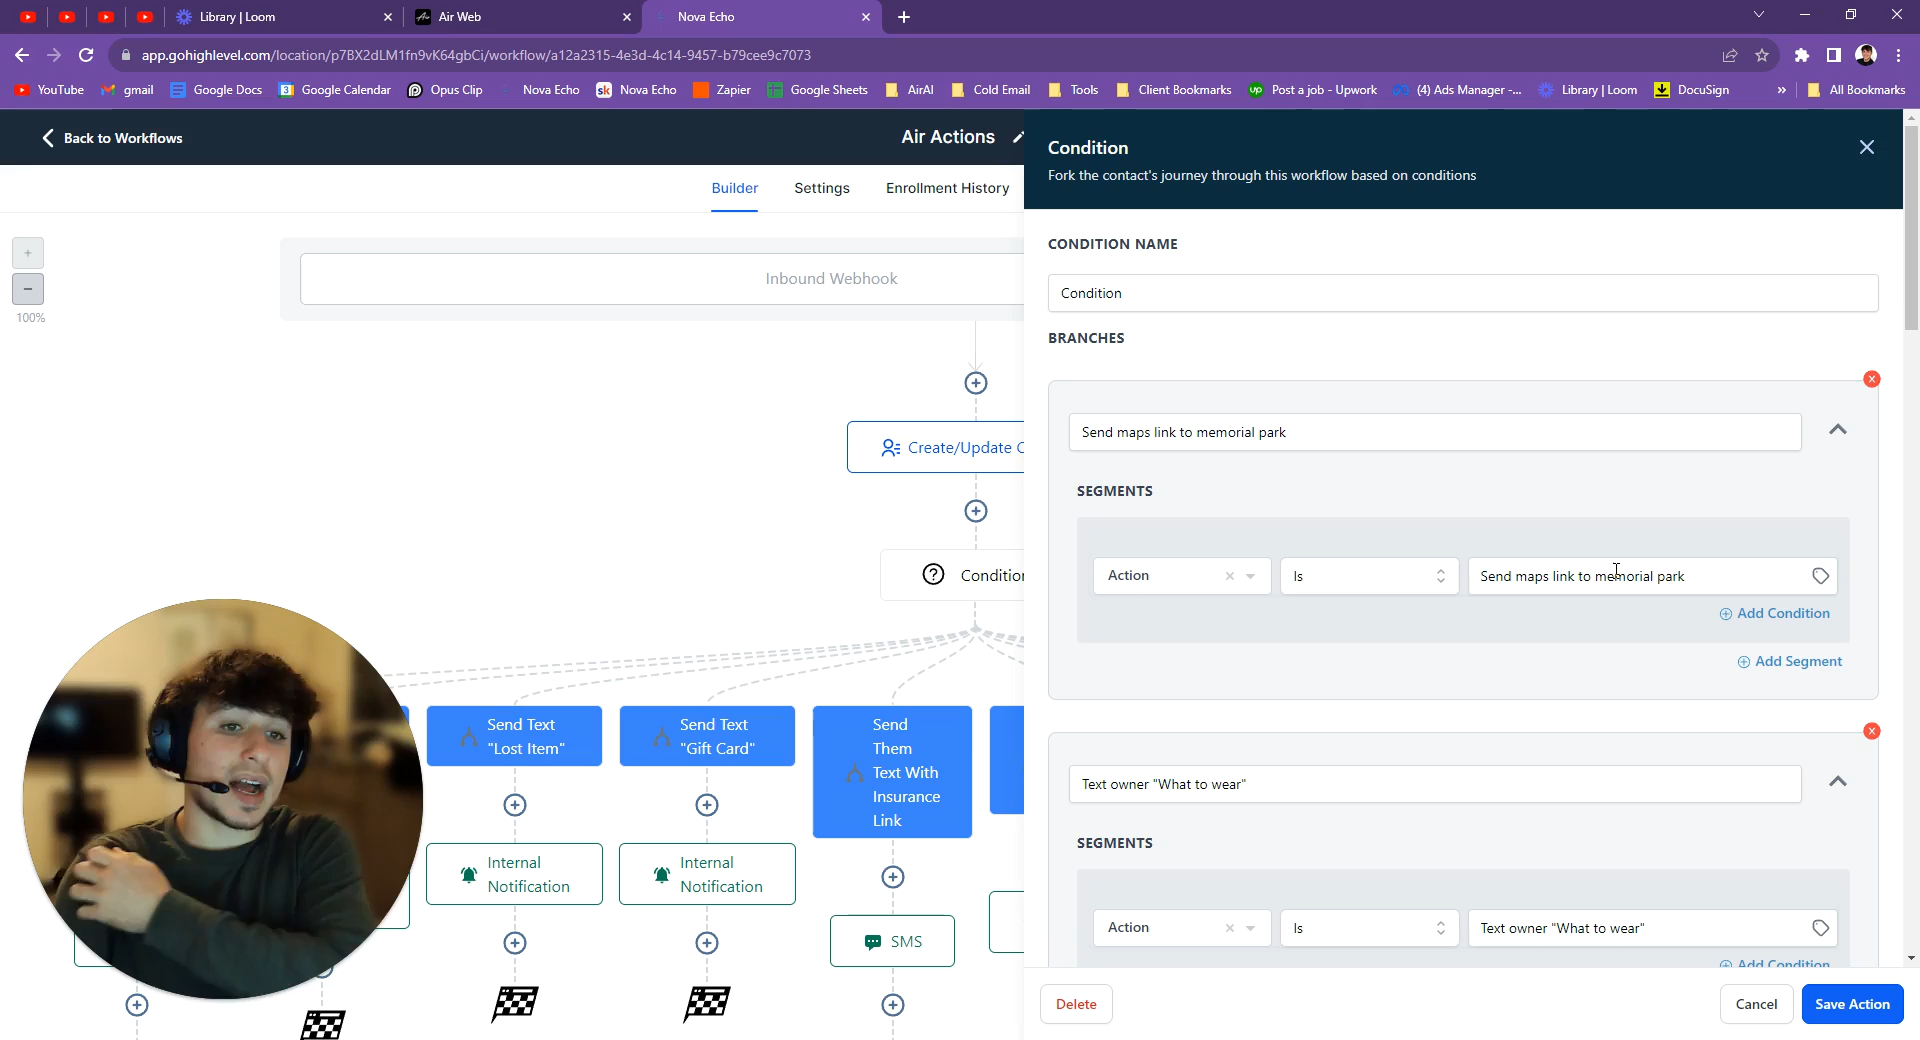 Library | Loom
Air Web
Nova Echo
app.gohighlevel.com/location/p7BX2dLM1fn9vK64gbCi/workflow/a12a2315-4e3d-4c14-9457-b79cee9c7073
YouTube
gmail
Google Docs
Google Calendar
Opus Clip
Nova Echo
Nova Echo
Zapier
Google Sheets
AirAI
Cold Email
Tools
Client Bookmarks
Post a job - Upwork
(4) Ads Manager -...
Library | Loom
DocuSign
All Bookmarks
Back to Workflows
Air Actions
Builder
Settings
Enrollment History
100%
Inbound Webhook
Create/Update C
Condition
Send Text
"Lost Item"
Send Text
"Gift Card"
Send
Them
Text With
Insurance
Link
Internal
Notification
Internal
Notification
SMS
Condition
Fork the contact's journey through this workflow based on conditions
CONDITION NAME
Condition
BRANCHES
Send maps link to memorial park
SEGMENTS
Action
Is
Send maps link to memorial park
Add Condition
Add Segment
Text owner "What to wear"
SEGMENTS
Action
Is
Text owner "What to wear"
Add Condition
Delete
Cancel
Save Action